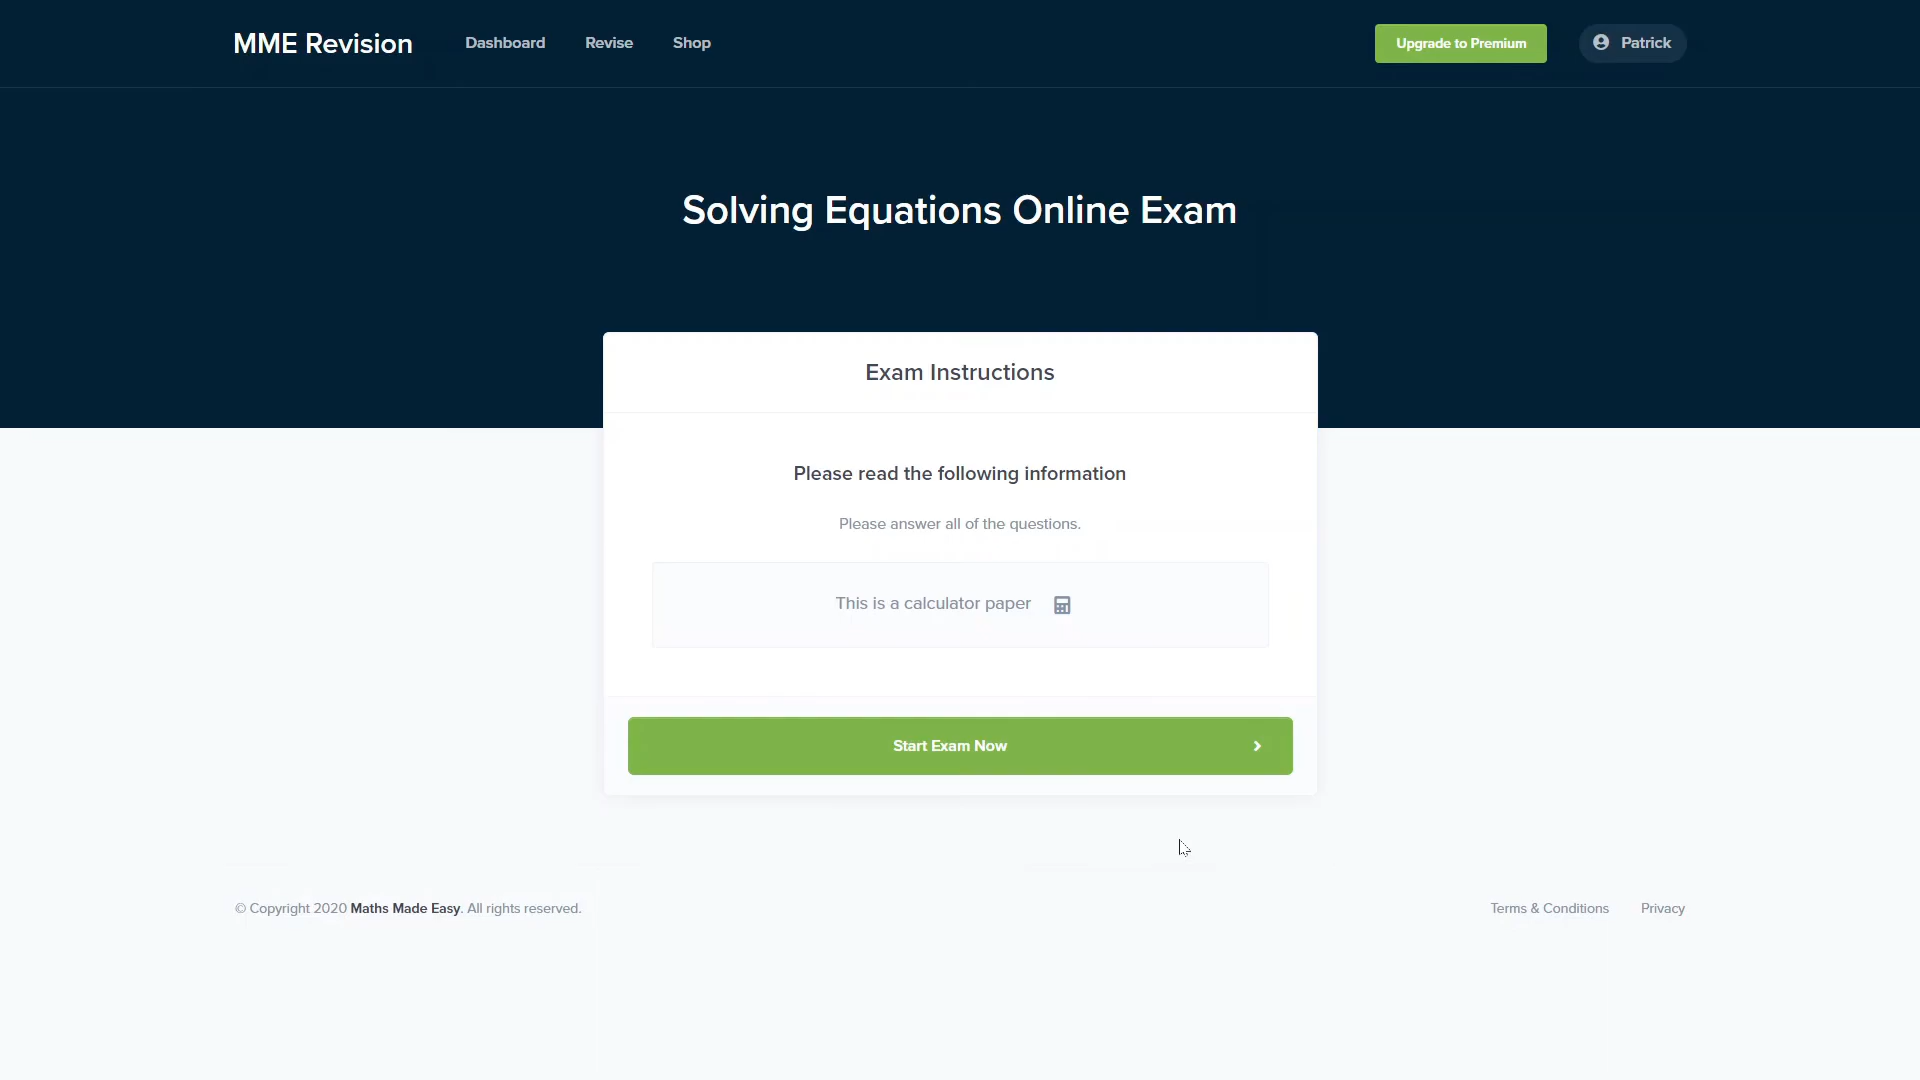 MME Revision
Dashboard
Revise
Shop
Upgrade to Premium
Patrick
Solving Equations Online Exam
Exam Instructions
Please read the following information
Please answer all of the questions.
This is a calculator paper
Start Exam Now
© Copyright 2020 Maths Made Easy. All rights reserved.
Terms & Conditions
Privacy